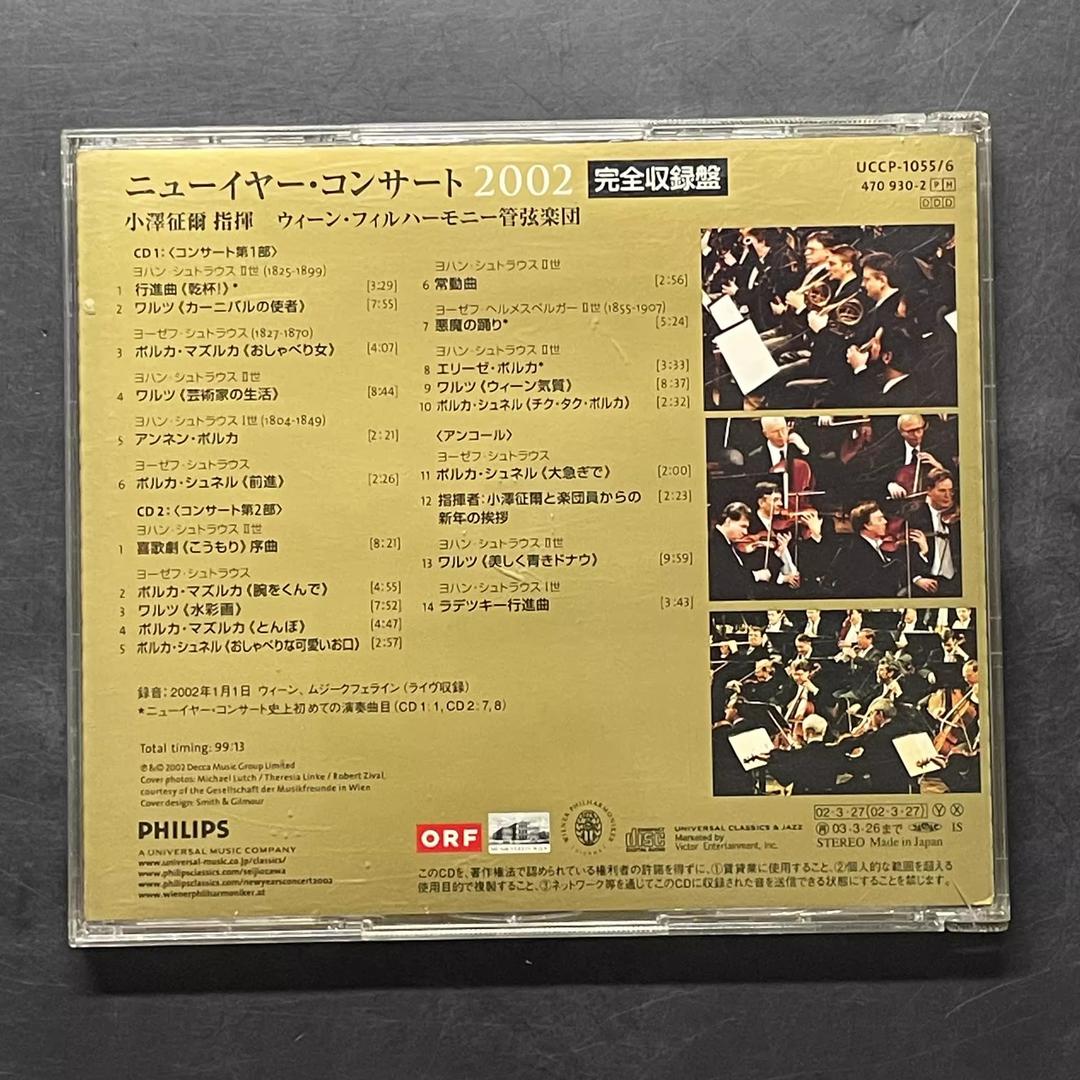 ニューイヤー・コンサート 2002 完全収録盤
小澤征爾 指揮　ウィーン・フィルハーモニー管弦楽団
UCCP-1055/6
470 930-2 P M
DDD
CD 1:〈コンサート第1部〉
ヨハン・シュトラウス II世 (1825-1899)
1 行進曲《乾杯!》* [3:29]
2 ワルツ《カーニバルの使者》 [7:55]
ヨーゼフ・シュトラウス (1827-1870)
3 ポルカ・マズルカ《おしゃべり女》 [4:07]
ヨハン・シュトラウス II世
4 ワルツ《芸術家の生活》 [8:44]
ヨハン・シュトラウス I世 (1804-1849)
5 アンネン・ポルカ [2:21]
ヨーゼフ・シュトラウス
6 ポルカ・シュネル《前進》 [2:26]
CD 2:〈コンサート第2部〉
ヨハン・シュトラウス II世
1 喜歌劇《こうもり》序曲 [8:21]
ヨーゼフ・シュトラウス
2 ポルカ・マズルカ《腕をくんで》 [4:55]
3 ワルツ《水彩画》 [7:52]
4 ポルカ・マズルカ《とんぼ》 [4:47]
5 ポルカ・シュネル《おしゃべりな可愛いお口》 [2:57]
ヨハン・シュトラウス II世
6 常動曲 [2:56]
ヨーゼフ・ヘルメスベルガー II世 (1855-1907)
7 悪魔の踊り* [5:24]
ヨハン・シュトラウス II世
8 エリーゼ・ポルカ* [3:33]
9 ワルツ《ウィーン気質》 [8:37]
10 ポルカ・シュネル《チク・タク・ポルカ》 [2:32]
〈アンコール〉
ヨーゼフ・シュトラウス
11 ポルカ・シュネル《大急ぎで》 [2:00]
12 指揮者:小澤征爾と楽団員からの [2:23]
新年の挨拶
ヨハン・シュトラウス II世
13 ワルツ《美しく青きドナウ》 [9:59]
ヨハン・シュトラウス I世
14 ラデツキー行進曲 [3:43]
録音:2002年1月1日 ウィーン、ムジークフェライン (ライヴ収録)
*ニューイヤー・コンサート史上初めての演奏曲目 (CD 1: 1, CD 2: 7, 8)
Total timing: 99:13
℗&© 2002 Decca Music Group Limited
Cover photos: Michael Lutch / Theresia Linke / Robert Zival,
courtesy of the Gesellschaft der Musikfreunde in Wien
Cover design: Smith & Gilmour
PHILIPS
A UNIVERSAL MUSIC COMPANY
www.universal-music.co.jp/classics/
www.philipsclassics.com/seijiozawa
www.philipsclassics.com/newyearsconcert2002
www.wienerphilharmoniker.at
ORF
MUSIKVEREIN WIEN
WIENER PHILHARMONIKER
COMPACT disc DIGITAL AUDIO
UNIVERSAL CLASSICS & JAZZ
Marketed by
Victor Entertainment, Inc.
02・3・27(02・3・27) Y X
再 03・3・26まで IS
STEREO Made in Japan
このCDを、著作権法で認められている権利者の許諾を得ずに、①賃貸業に使用すること、②個人的な範囲を超える
使用目的で複製すること、③ネットワーク等を通じてこのCDに収録された音を送信できる状態にすることを禁じます。